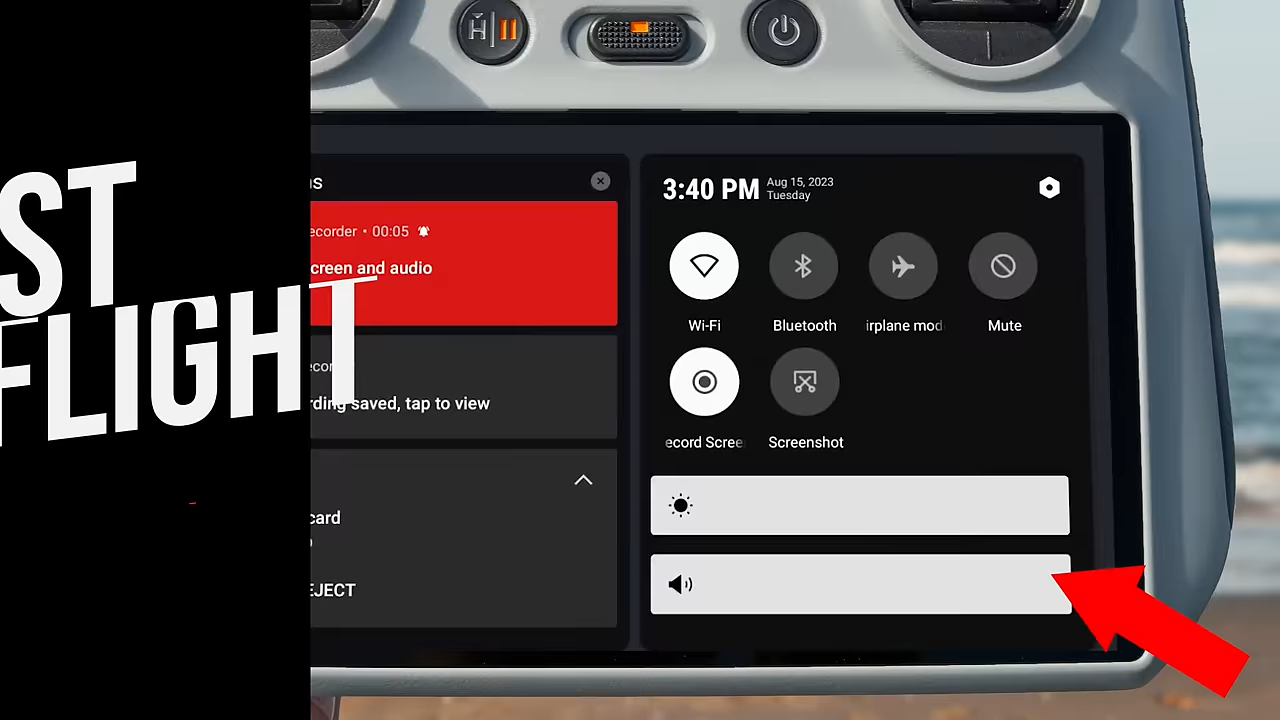 ST
FLIGHT
H
ns
ecorder • 00:05
creen and audio
ecor
rding saved, tap to view
card
EJECT
3:40 PM
Aug 15, 2023
Tuesday
Wi-Fi
Bluetooth
irplane mod
Mute
ecord Scree
Screenshot